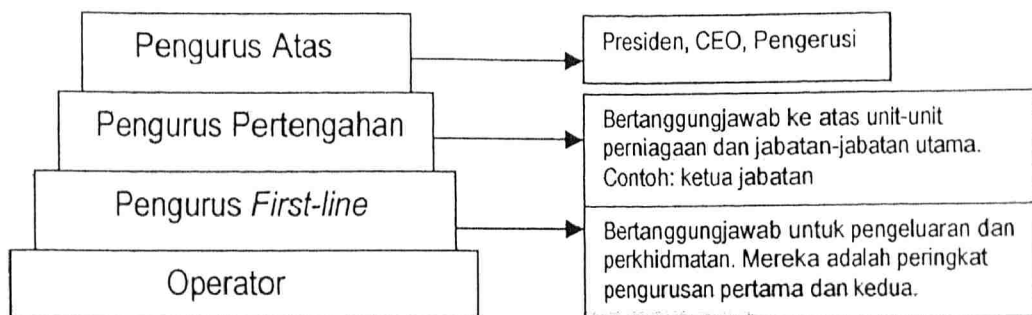 Pengurus Atas
Presiden, CEO, Pengerusi
Pengurus Pertengahan
Bertanggungjawab ke atas unit-unit
perniagaan dan jabatan-jabatan utama.
Contoh: ketua jabatan
Pengurus First-line
Bertanggungjawab untuk pengeluaran dan
perkhidmatan. Mereka adalah peringkat
pengurusan pertama dan kedua.
Operator